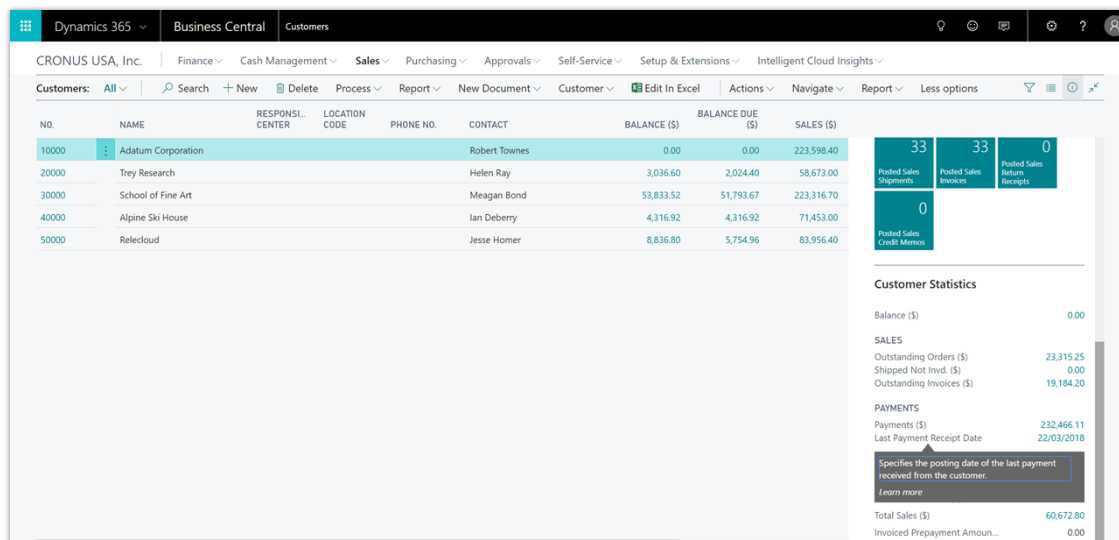 Dynamics 365 Business Central Customers ?
CRONUS USA, Inc. Finance Cash Management Sales Purchasing Approvals Self-Service Setup & Extensions Intelligent Cloud Insights
Customers: All Search + New Delete Process Report New Document Customer Edit In Excel Actions Navigate Report Less options
NO. NAME RESPONSI... CENTER LOCATION CODE PHONE NO. CONTACT BALANCE ($) BALANCE DUE ($) SALES ($)
10000 Adatum Corporation Robert Townes 0.00 0.00 223,598.40
20000 Trey Research Helen Ray 3,036.60 2,024.40 58,673.00
30000 School of Fine Art Meagan Bond 53,833.52 51,793.67 223,316.70
40000 Alpine Ski House Ian Deberry 4,316.92 4,316.92 71,453.00
50000 Relecloud Jesse Homer 8,836.80 5,754.96 83,956.40
33 33 0
Posted Sales Shipments Posted Sales Invoices Posted Sales Return Receipts
0
Posted Sales Credit Memos
Customer Statistics
Balance ($) 0.00
SALES
Outstanding Orders ($) 23,315.25
Shipped Not Invd. ($) 0.00
Outstanding Invoices ($) 19,184.20
PAYMENTS
Payments ($) 232,466.11
Last Payment Receipt Date 22/03/2018
Specifies the posting date of the last payment
received from the customer.
Learn more
Total Sales ($) 60,672.80
Invoiced Prepayment Amoun... 0.00